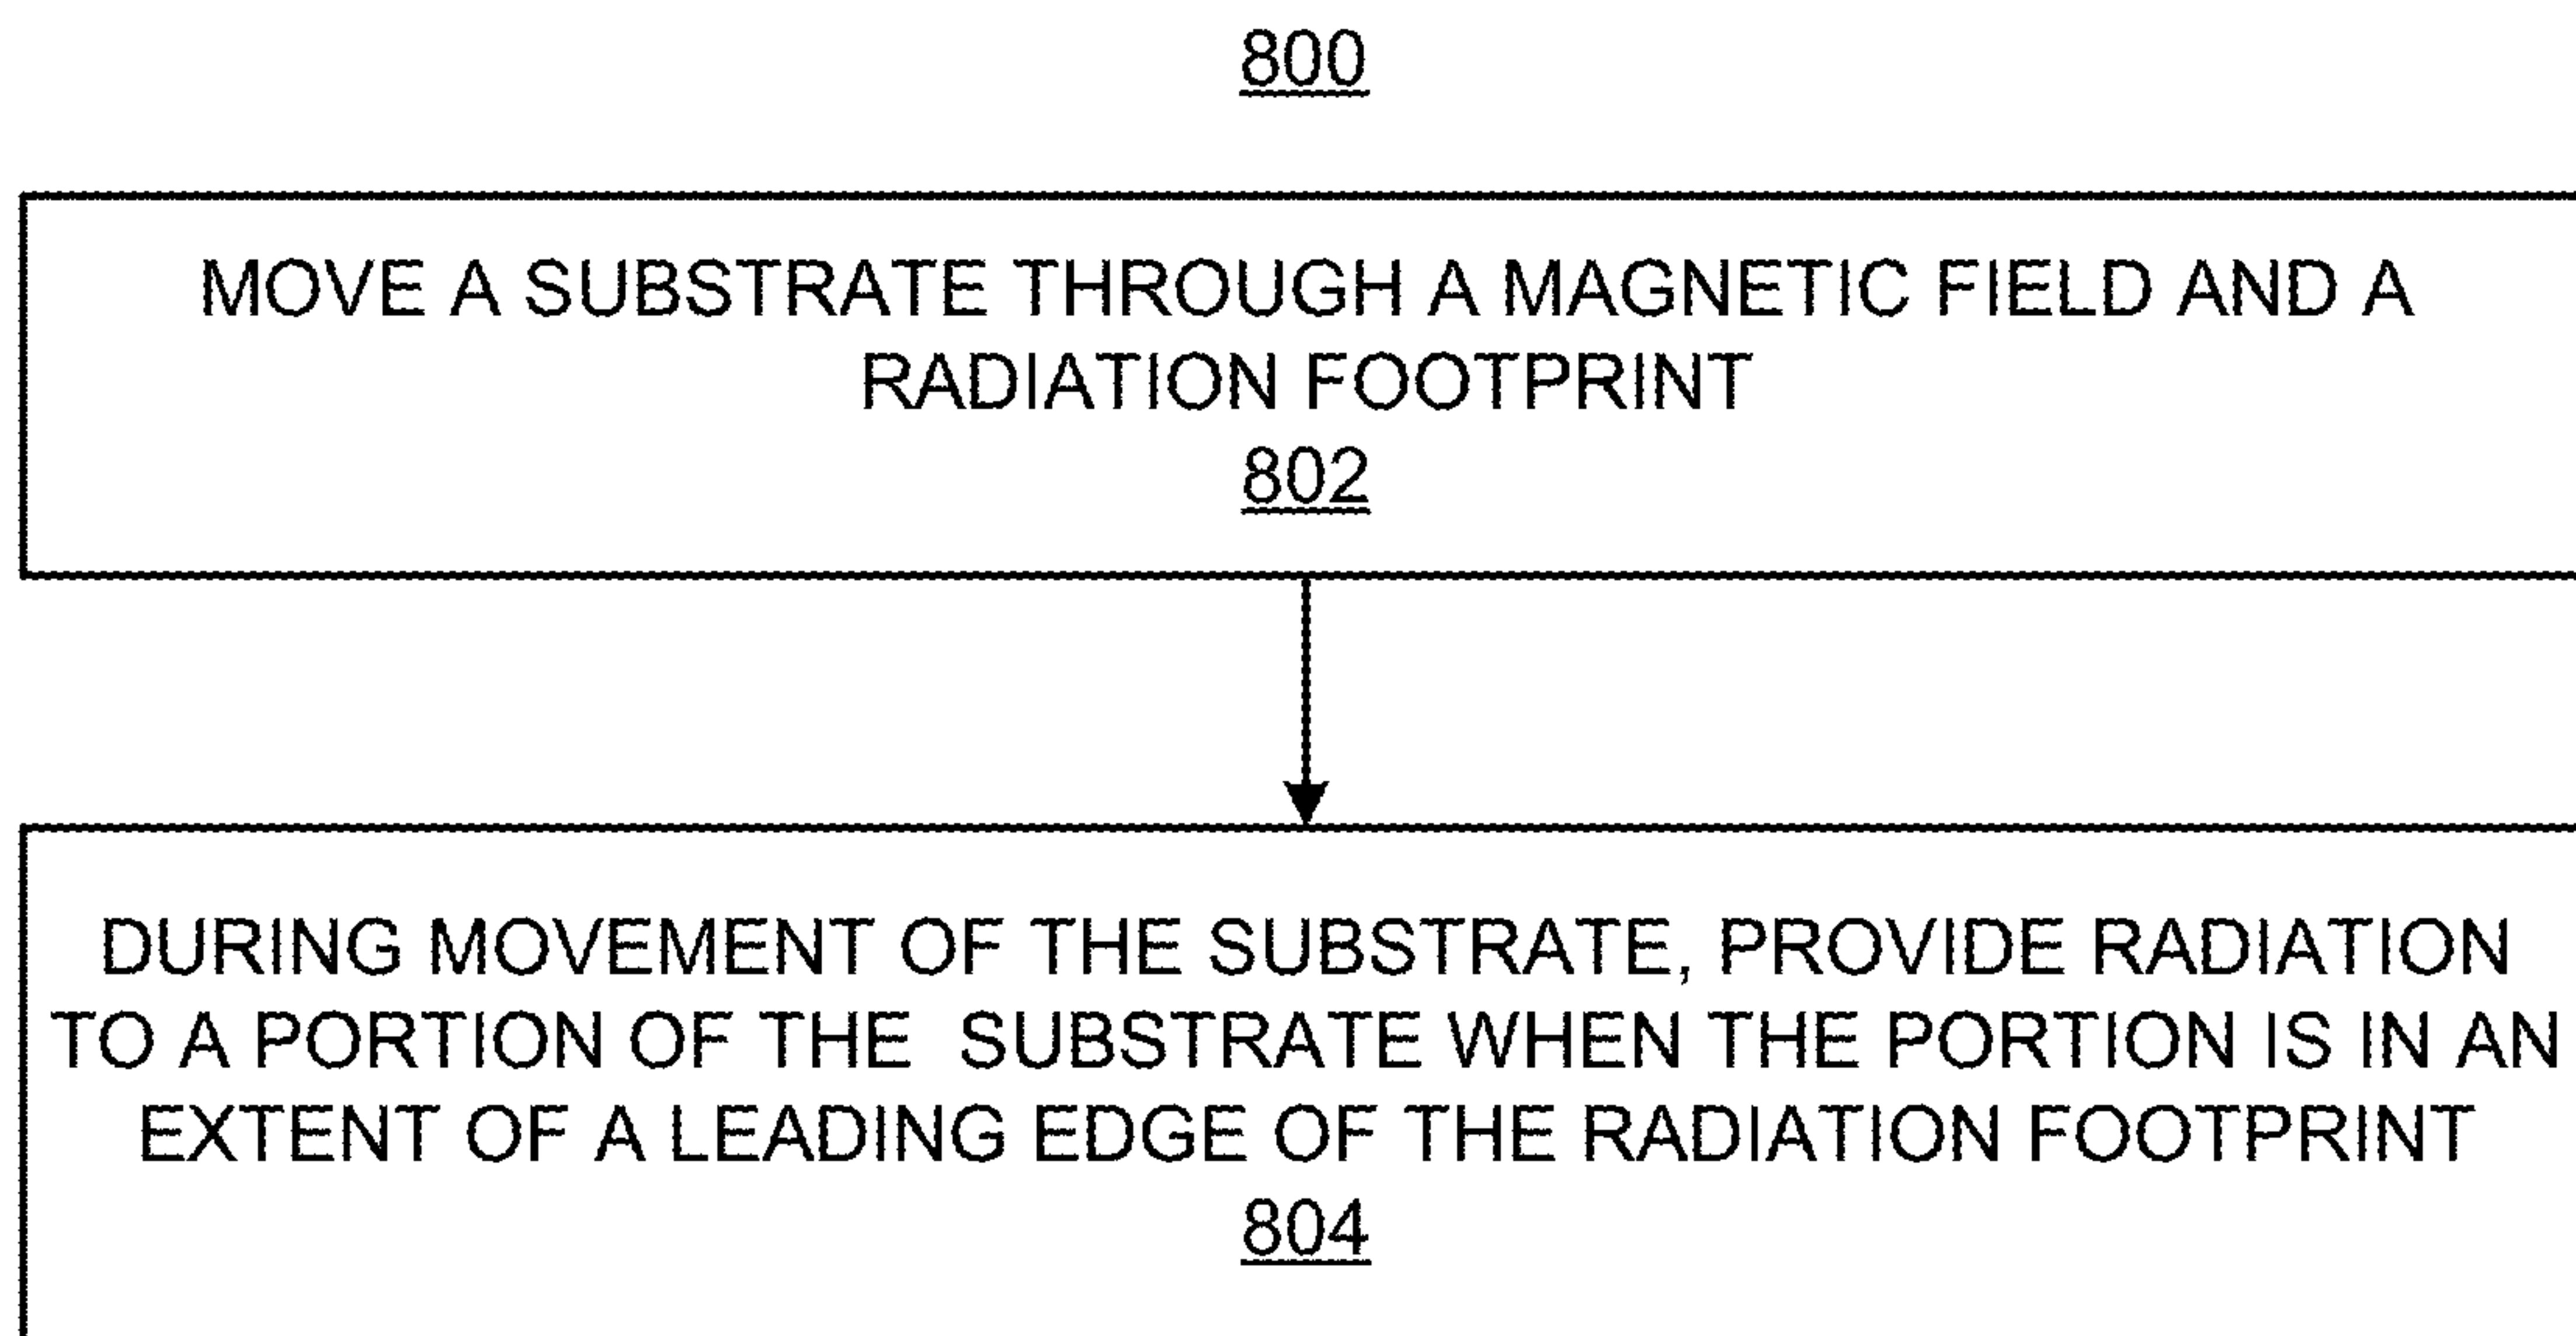 800
MOVE A SUBSTRATE THROUGH A MAGNETIC FIELD AND A
RADIATION FOOTPRINT
802
DURING MOVEMENT OF THE SUBSTRATE, PROVIDE RADIATION
TO A PORTION OF THE  SUBSTRATE WHEN THE PORTION IS IN AN
EXTENT OF A LEADING EDGE OF THE RADIATION FOOTPRINT
804